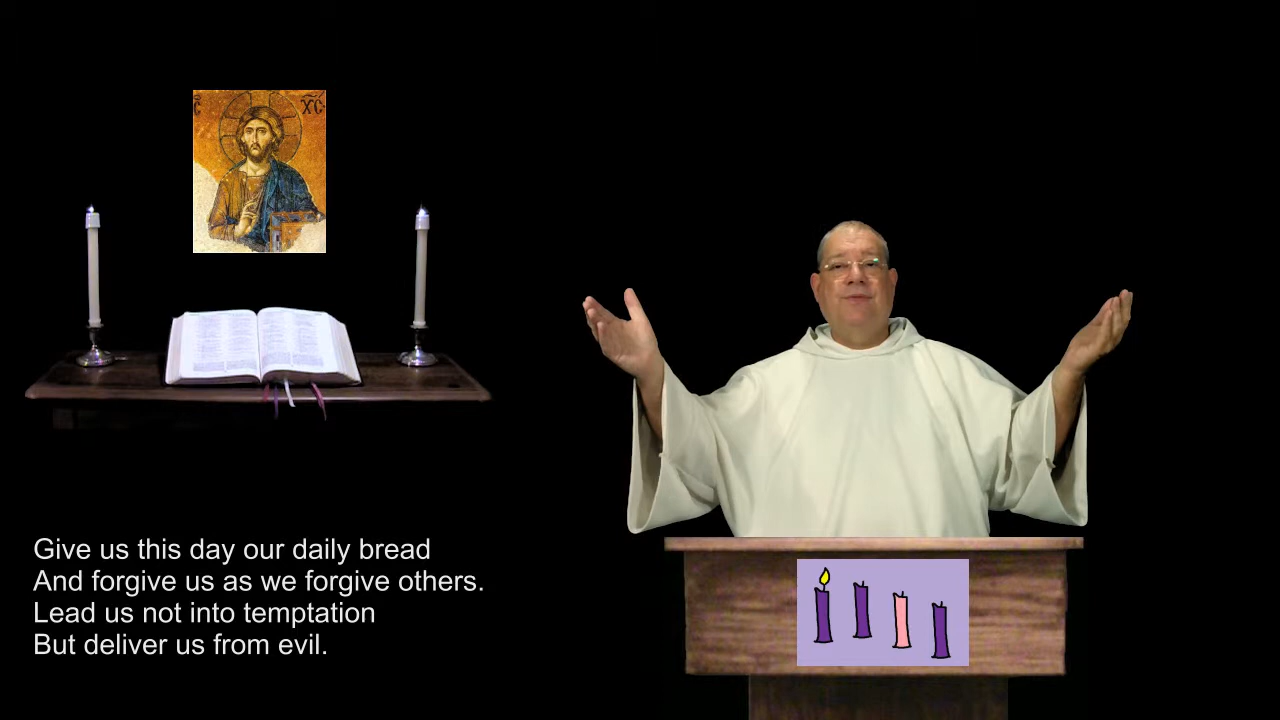 C
XC
Give us this day our daily bread
And forgive us as we forgive others.
Lead us not into temptation
But deliver us from evil.